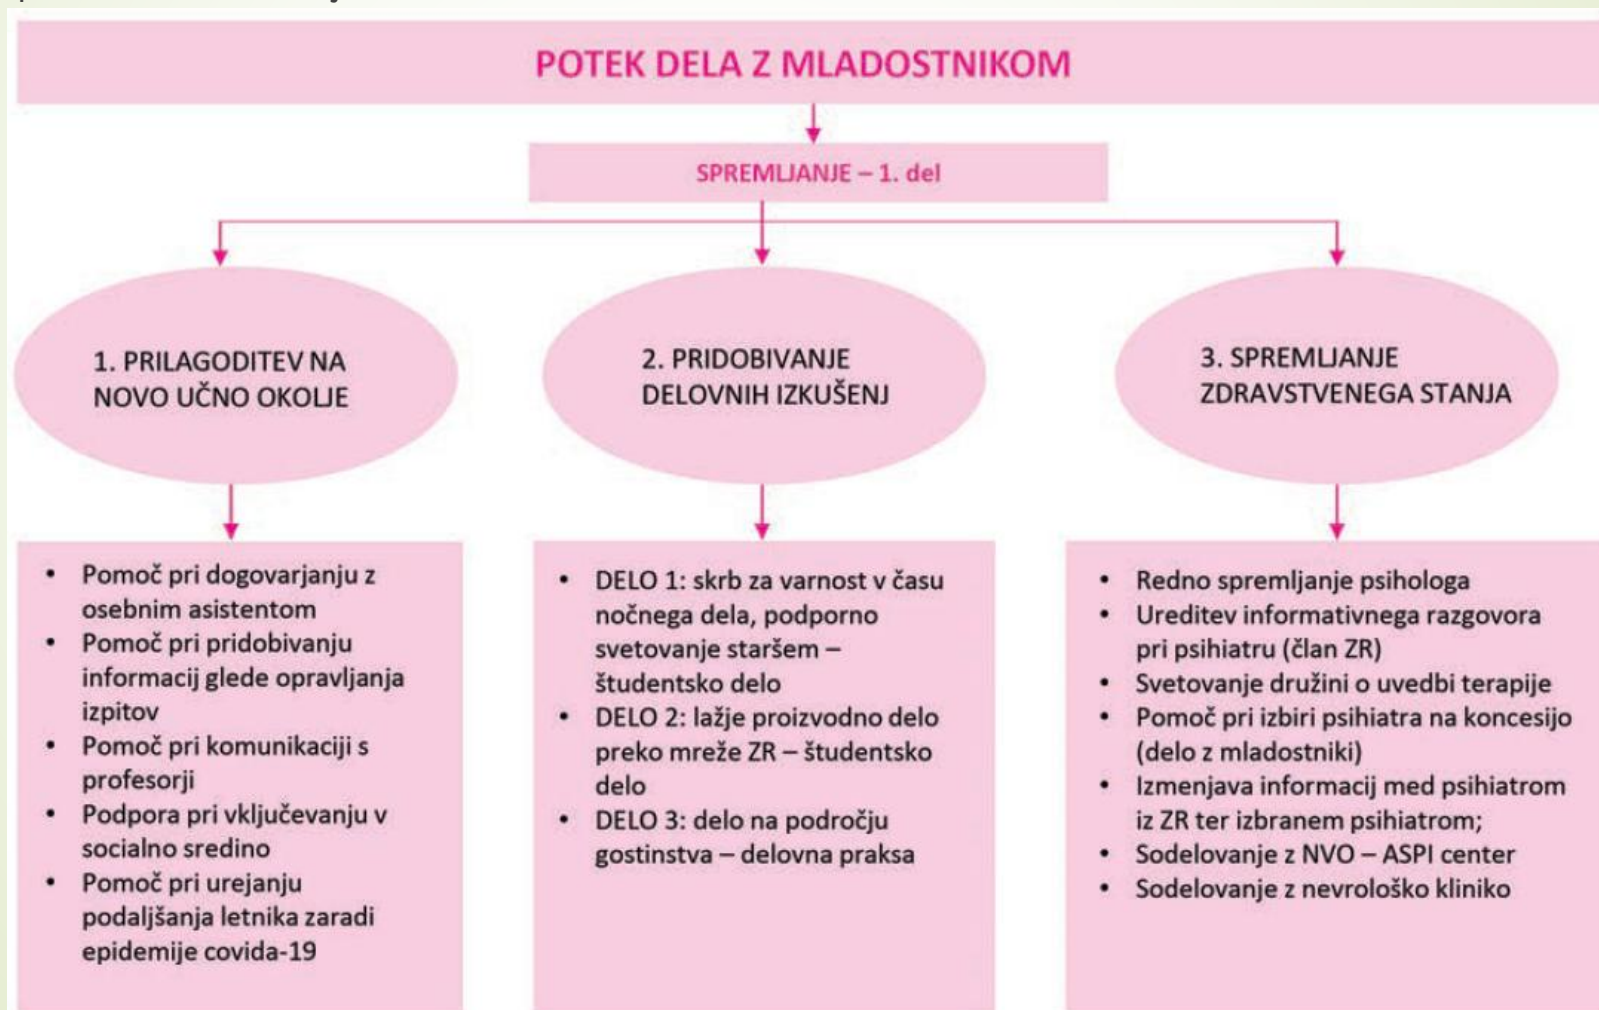 POTEK DELA Z MLADOSTNIKOM
SPREMLJANJE – 1. del
1. PRILAGODITEV NA
NOVO UČNO OKOLJE
2. PRIDOBIVANJE
DELOVNIH IZKUŠENJ
3. SPREMLJANJE
ZDRAVSTVENEGA STANJA
• Pomoč pri dogovarjanju z
osebnim asistentom
• Pomoč pri pridobivanju
informacij glede opravljanja
izpitov
• Pomoč pri komunikaciji s
profesorji
• Podpora pri vključevanju v
socialno sredino
• Pomoč pri urejanju
podaljšanja letnika zaradi
epidemije covida-19
• DELO 1: skrb za varnost v času
nočnega dela, podporno
svetovanje staršem –
študentsko delo
• DELO 2: lažje proizvodno delo
preko mreže ZR – študentsko
delo
• DELO 3: delo na področju
gostinstva – delovna praksa
• Redno spremljanje psihologa
• Ureditev informativnega razgovora
pri psihiatru (član ZR)
• Svetovanje družini o uvedbi terapije
• Pomoč pri izbiri psihiatra na koncesijo
(delo z mladostniki)
• Izmenjava informacij med psihiatrom
iz ZR ter izbranem psihiatrom;
• Sodelovanje z NVO – ASPI center
• Sodelovanje z nevrološko kliniko